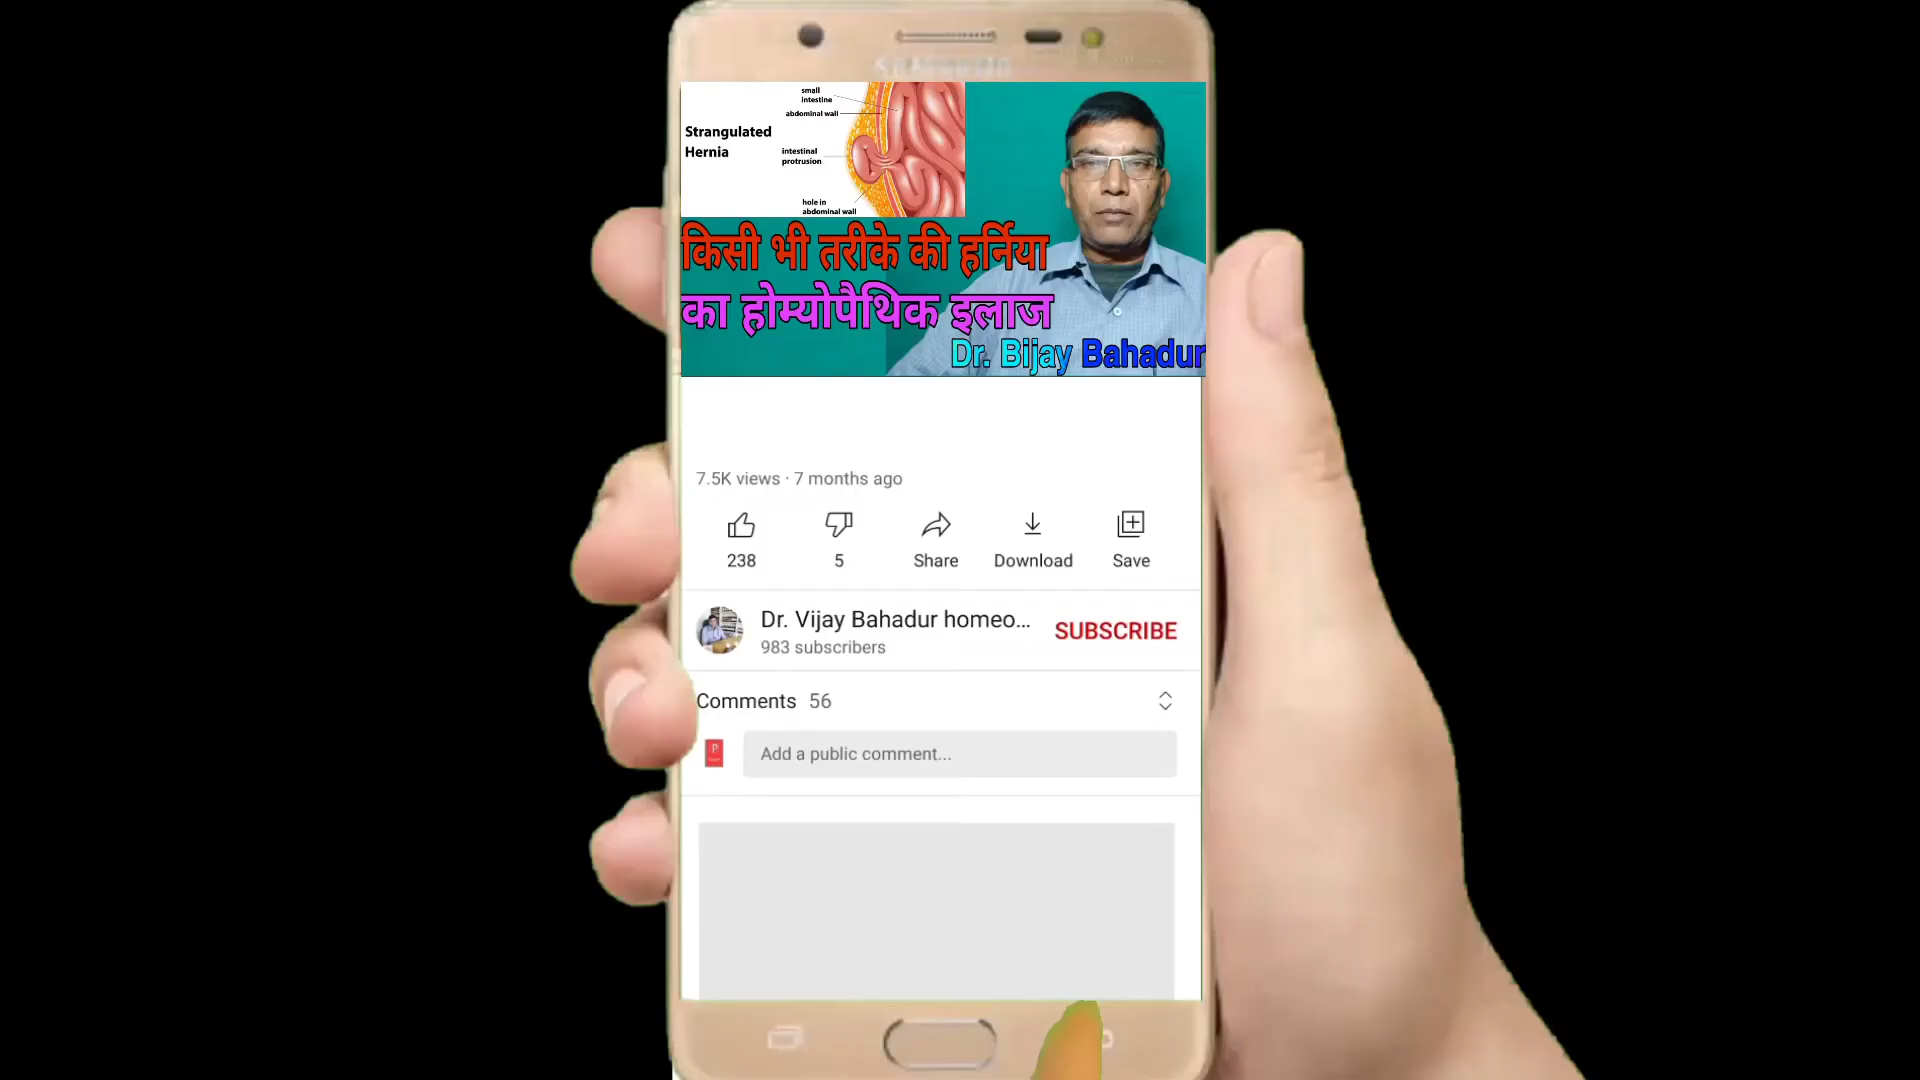 small
intestine
abdominal wall
Strangulated
Hernia
intestinal
protrusion
hole in
abdominal wall
किसी भी तरीके की हर्निया
का होम्योपैथिक इलाज
Dr. Bijay Bahadur
7.5K views · 7 months ago
238
5
Share
Download
Save
Dr. Vijay Bahadur homeo...
983 subscribers
SUBSCRIBE
Comments 56
P
Add a public comment...